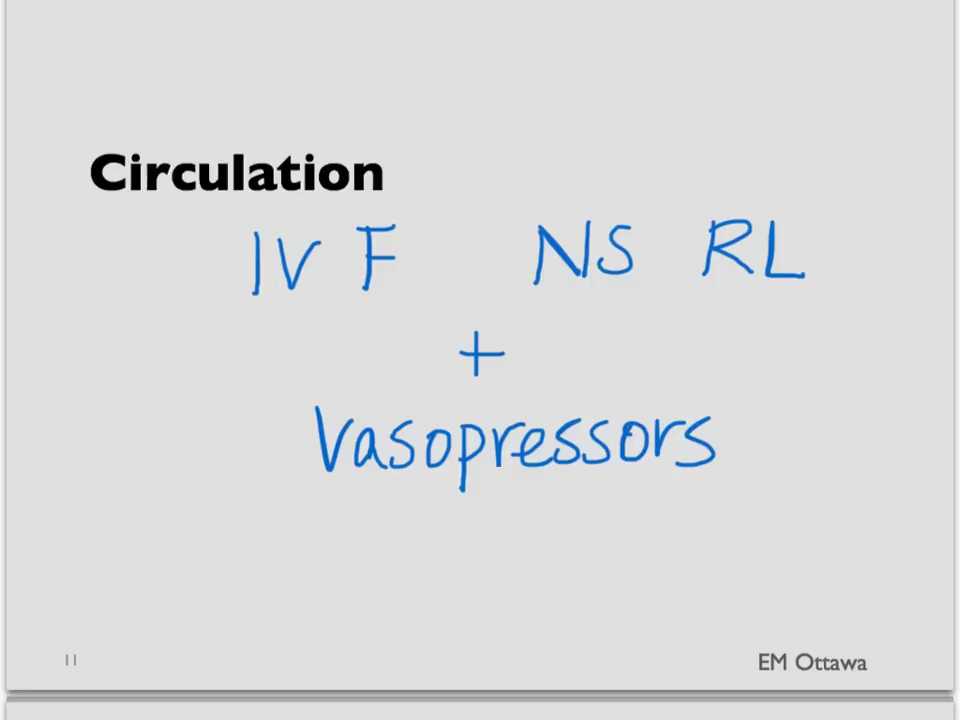 Circulation
IV F NS RL
+
Vasopressors
11
EM Ottawa